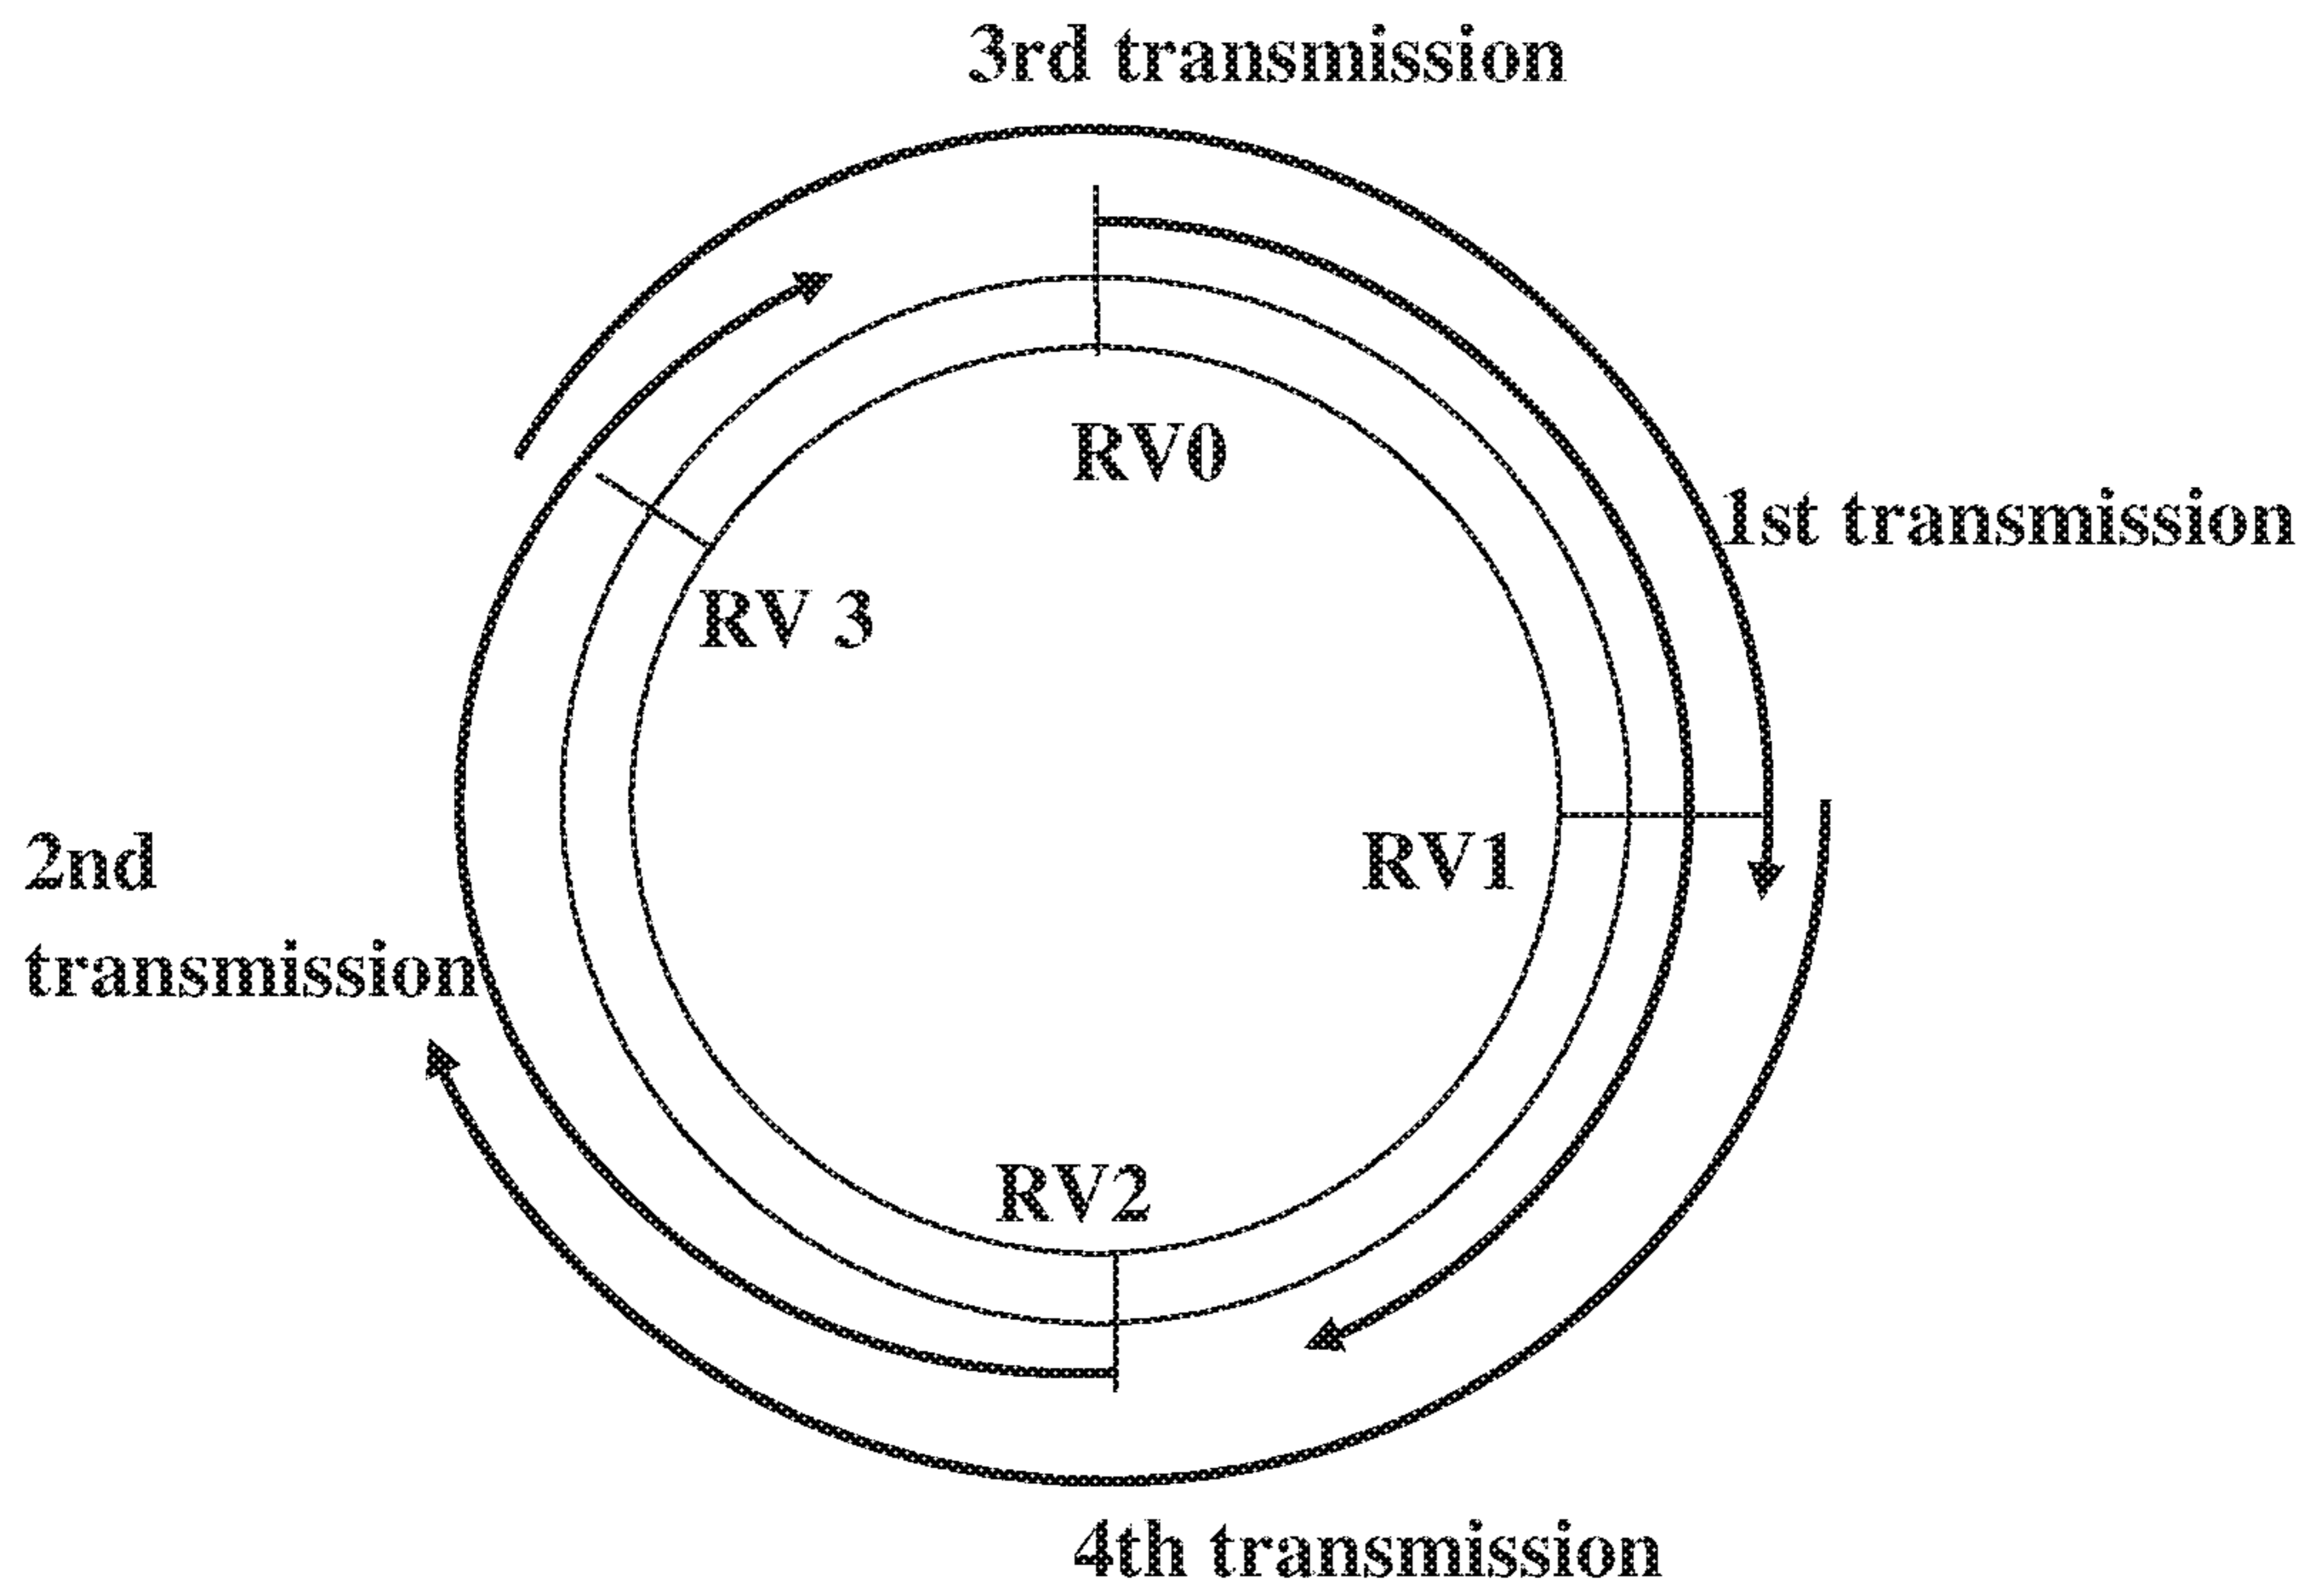 3rd transmission
RV0
1st transmission
RV 3
2nd
transmission
RV1
RV2
4th transmission